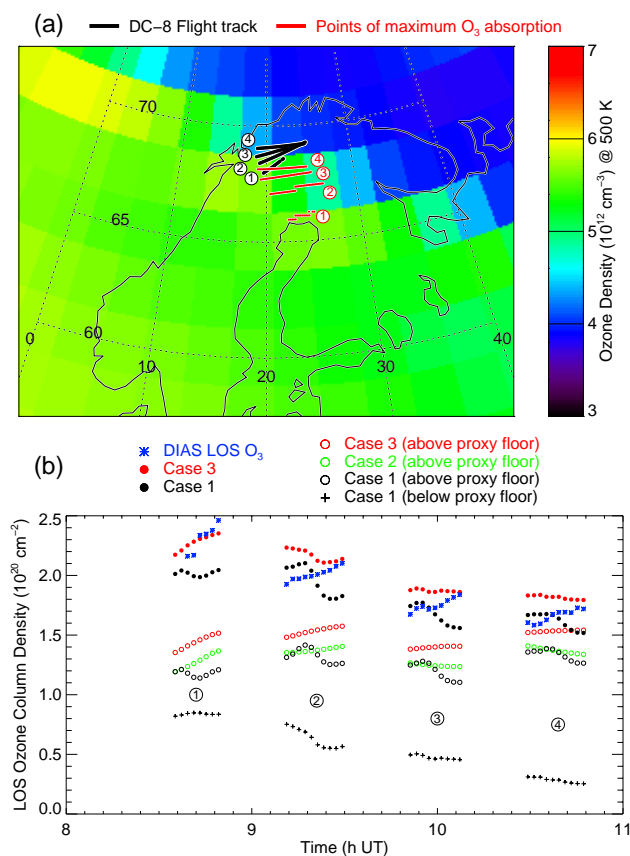 (a)
DC−8 Flight track
Points of maximum O3 absorption
70
65
60
0
10
20
30
40
4
3
2
1
4
3
2
1
7
6
5
4
3
Ozone Density (10^12 cm^−3) @ 500 K
(b)
DIAS LOS O3
Case 3
Case 1
Case 3 (above proxy floor)
Case 2 (above proxy floor)
Case 1 (above proxy floor)
Case 1 (below proxy floor)
LOS Ozone Column Density (10^20 cm^−2)
2.5
2.0
1.5
1.0
0.5
0.0
1
2
3
4
8
9
10
11
Time (h UT)